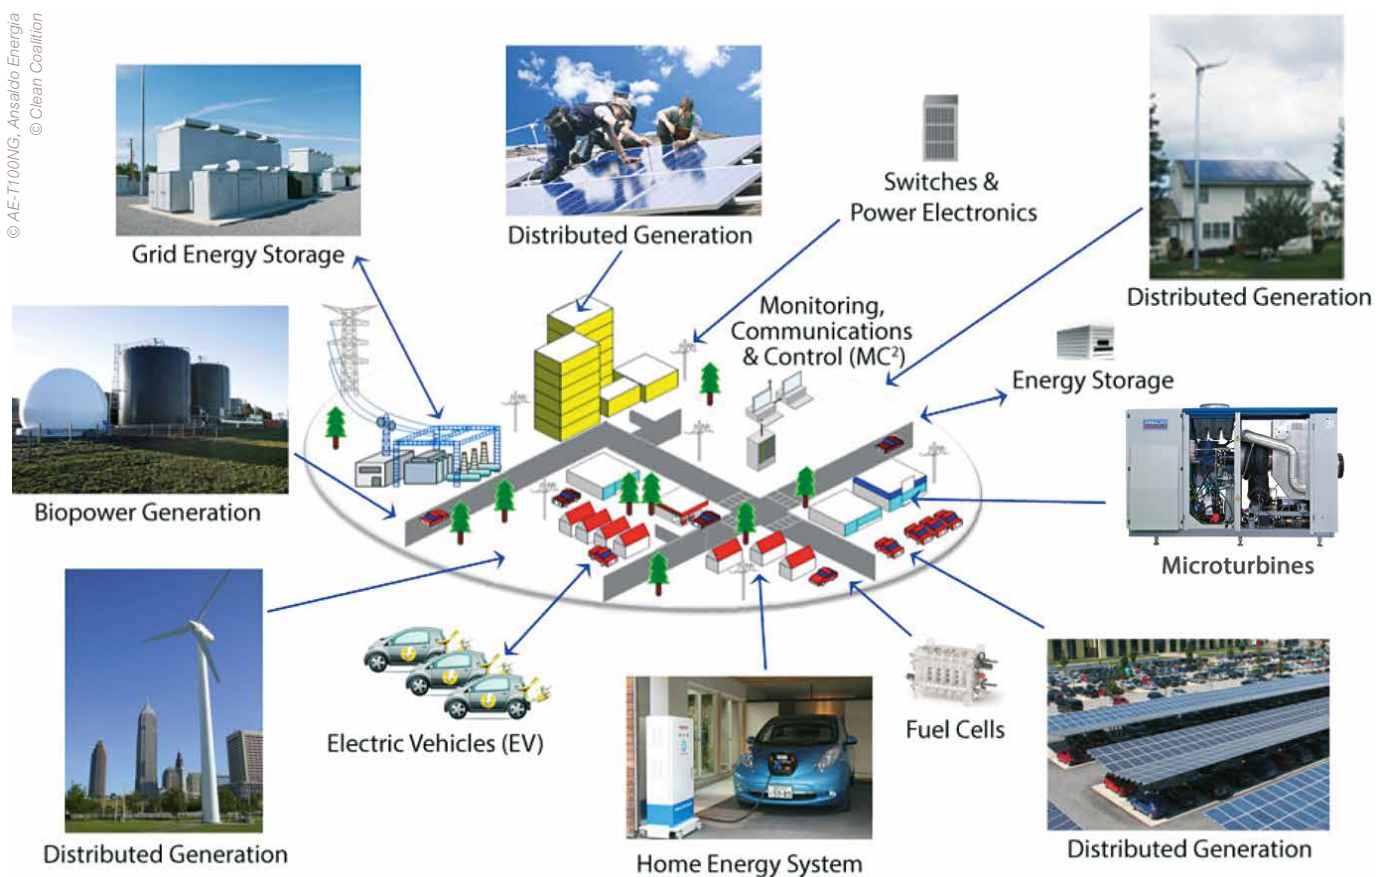 © AE-T100NG, Ansaldo Energia
© Clean Coalition
Grid Energy Storage
Distributed Generation
Switches &
Power Electronics
Distributed Generation
Monitoring,
Communications
& Control (MC²)
Energy Storage
Biopower Generation
Microturbines
Electric Vehicles (EV)
Fuel Cells
Distributed Generation
Home Energy System
Distributed Generation